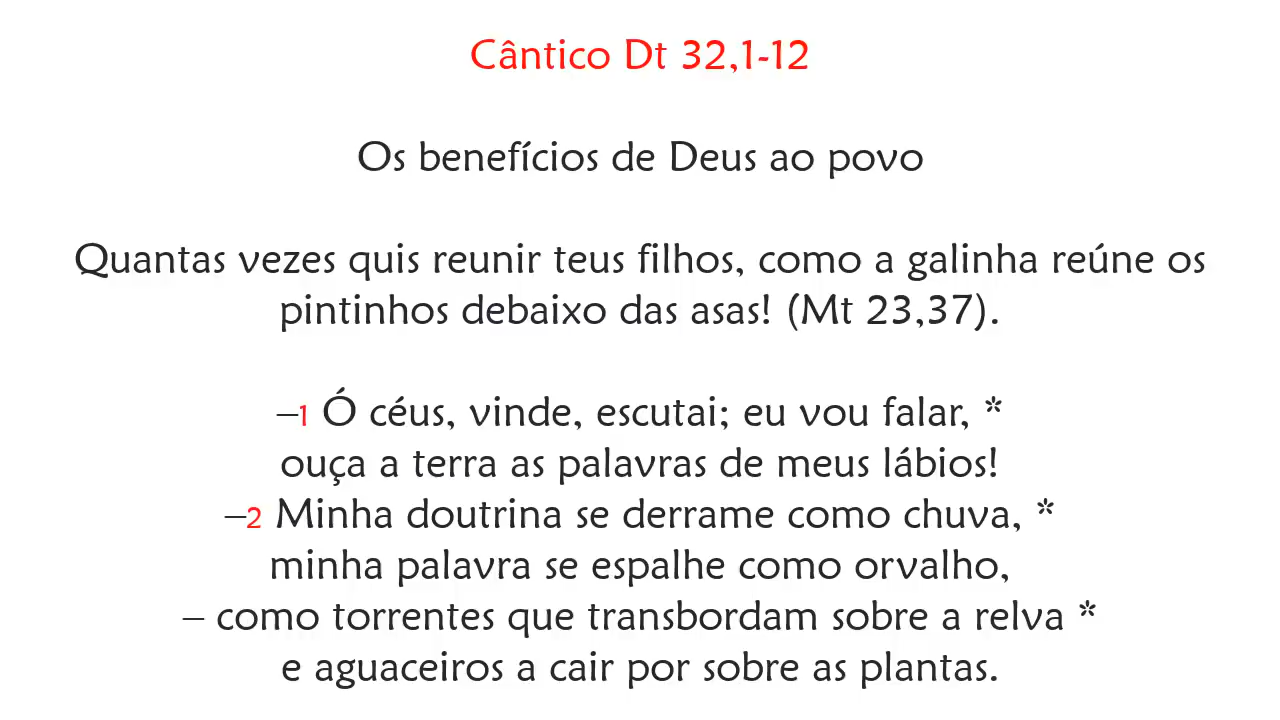 Cântico Dt 32,1-12
Os benefícios de Deus ao povo
Quantas vezes quis reunir teus filhos, como a galinha reúne os
pintinhos debaixo das asas! (Mt 23,37).
–1 Ó céus, vinde, escutai; eu vou falar, *
ouça a terra as palavras de meus lábios!
–2 Minha doutrina se derrame como chuva, *
minha palavra se espalhe como orvalho,
– como torrentes que transbordam sobre a relva *
e aguaceiros a cair por sobre as plantas.